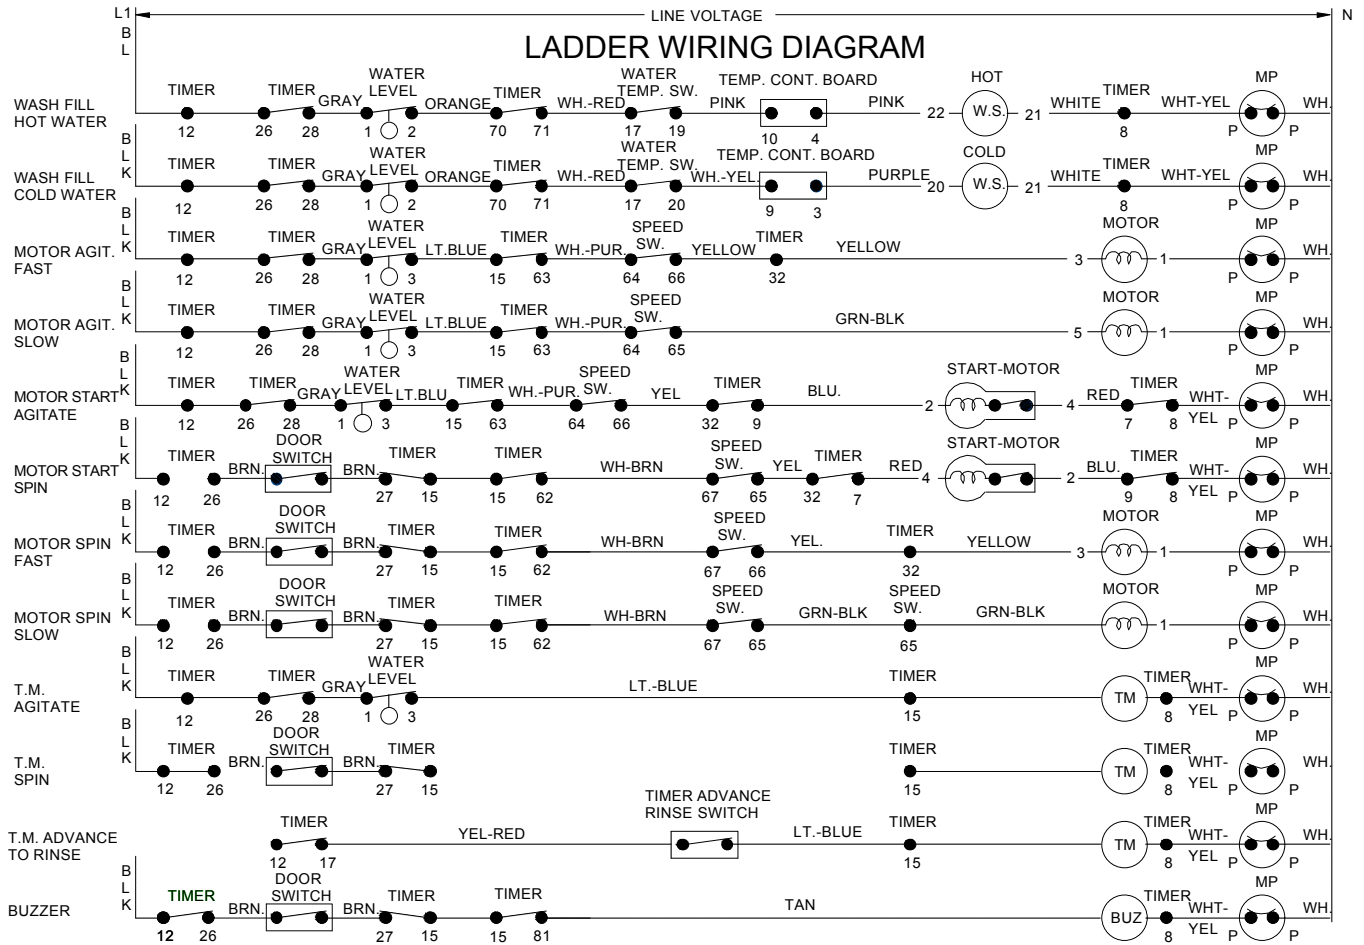 L1 LINE VOLTAGE N
B
L
LADDER WIRING DIAGRAM
WASH FILL
HOT WATER
TIMER TIMER GRAY WATER
LEVEL ORANGE TIMER WH.-RED WATER
TEMP. SW. PINK TEMP. CONT. BOARD PINK HOT
W.S. WHITE TIMER WHT-YEL MP WH.
12 26 28 1 2 70 71 17 19 10 4 22 21 8 P P
B
L
K
WASH FILL
COLD WATER
TIMER TIMER GRAY WATER
LEVEL ORANGE TIMER WH.-RED WATER
TEMP. SW. WH.-YEL. TEMP. CONT. BOARD PURPLE COLD
W.S. WHITE TIMER WHT-YEL MP WH.
12 26 28 1 2 70 71 17 20 9 3 20 21 8 P P
B
L
K
MOTOR AGIT.
FAST
TIMER TIMER GRAY WATER
LEVEL LT.BLUE TIMER WH.-PUR. SPEED
SW. YELLOW TIMER YELLOW MOTOR MP WH.
12 26 28 1 3 15 63 64 66 32 3 1 P P
B
L
K
MOTOR AGIT.
SLOW
TIMER TIMER GRAY WATER
LEVEL LT.BLUE TIMER WH.-PUR. SPEED
SW. GRN-BLK MOTOR MP WH.
12 26 28 1 3 15 63 64 65 5 1 P P
B
L
K
MOTOR START
AGITATE
TIMER TIMER GRAY WATER
LEVEL LT.BLU TIMER WH.-PUR. SPEED
SW. YEL TIMER BLU. START-MOTOR RED TIMER WHT-
YEL MP WH.
12 26 28 1 3 15 63 64 66 32 9 2 4 7 8 P P
B
L
K
MOTOR START
SPIN
TIMER BRN. DOOR
SWITCH BRN. TIMER TIMER WH-BRN SPEED
SW. YEL TIMER RED START-MOTOR BLU. TIMER WHT-
YEL MP WH.
12 26 27 15 15 62 67 65 32 7 4 2 9 8 P P
B
L
K
MOTOR SPIN
FAST
TIMER BRN. DOOR
SWITCH BRN. TIMER TIMER WH-BRN SPEED
SW. YEL. TIMER YELLOW MOTOR MP WH.
12 26 27 15 15 62 67 66 32 3 1 P P
B
L
K
MOTOR SPIN
SLOW
TIMER BRN. DOOR
SWITCH BRN. TIMER TIMER WH-BRN SPEED
SW. GRN-BLK SPEED
SW. GRN-BLK MOTOR MP WH.
12 26 27 15 15 62 67 65 65 1 P P
B
L
K
T.M.
AGITATE
TIMER TIMER GRAY WATER
LEVEL LT.-BLUE TIMER TM TIMER WHT-
YEL MP WH.
12 26 28 1 3 15 8 P P
B
L
K
T.M.
SPIN
TIMER BRN. DOOR
SWITCH BRN. TIMER TIMER TM TIMER WHT-
YEL MP WH.
12 26 27 15 15 8 P P
T.M. ADVANCE
TO RINSE
TIMER YEL-RED TIMER ADVANCE
RINSE SWITCH LT.-BLUE TIMER TM TIMER WHT-
YEL MP WH.
12 17 15 8 P P
B
L
K
BUZZER
TIMER BRN. DOOR
SWITCH BRN. TIMER TIMER TAN BUZ TIMER WHT-
YEL MP WH.
12 26 27 15 15 81 8 P P